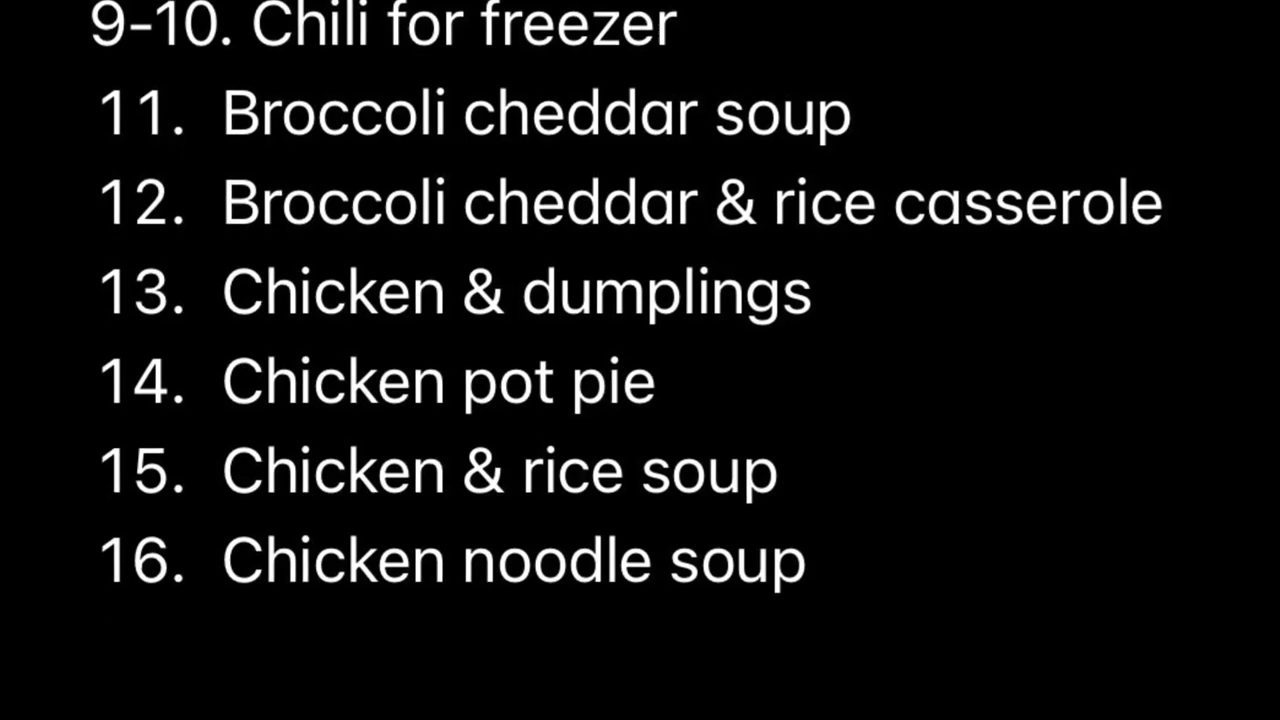 9-10. Chili for freezer
11. Broccoli cheddar soup
12. Broccoli cheddar & rice casserole
13. Chicken & dumplings
14. Chicken pot pie
15. Chicken & rice soup
16. Chicken noodle soup